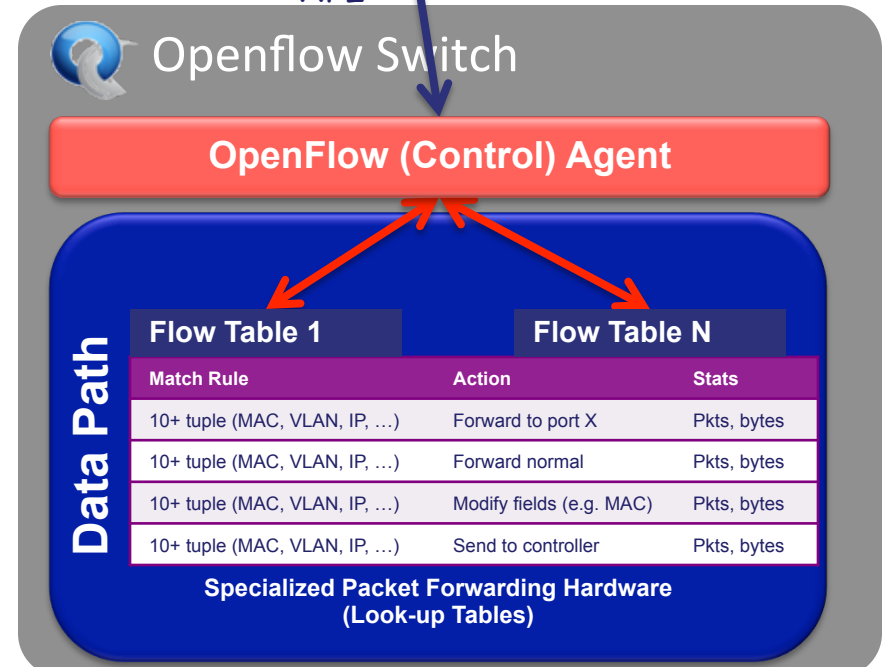 Openflow Switch
OpenFlow (Control) Agent
Data Path
Flow Table 1
Flow Table N
Match Rule Action Stats
10+ tuple (MAC, VLAN, IP, …) Forward to port X Pkts, bytes
10+ tuple (MAC, VLAN, IP, …) Forward normal Pkts, bytes
10+ tuple (MAC, VLAN, IP, …) Modify fields (e.g. MAC) Pkts, bytes
10+ tuple (MAC, VLAN, IP, …) Send to controller Pkts, bytes
Specialized Packet Forwarding Hardware
(Look-up Tables)